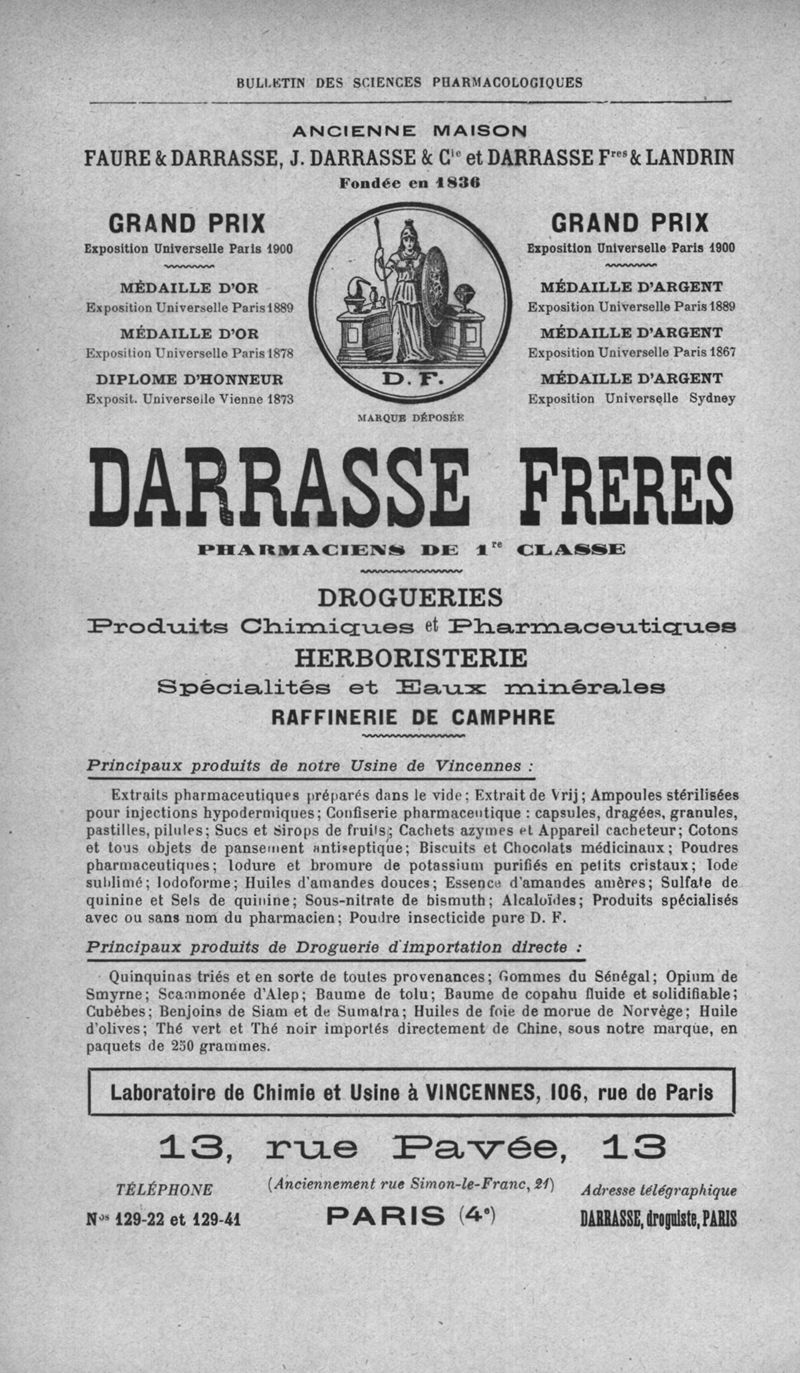 BULLETIN DES SCIENCES PHARMACOLOGIQUES
ANCIENNE MAISON
FAURE & DARRASSE, J. DARRASSE & Cie et DARRASSE Fres & LANDRIN
Fondée en 1836
GRAND PRIX
Exposition Universelle Paris 1900
MÉDAILLE D'OR
Exposition Universelle Paris 1889
MÉDAILLE D'OR
Exposition Universelle Paris 1878
DIPLOME D'HONNEUR
Exposit. Universelle Vienne 1873
D. F.
MARQUE DÉPOSÉE
GRAND PRIX
Exposition Universelle Paris 1900
MÉDAILLE D'ARGENT
Exposition Universelle Paris 1889
MÉDAILLE D'ARGENT
Exposition Universelle Paris 1867
MÉDAILLE D'ARGENT
Exposition Universelle Sydney
DARRASSE FRERES
PHARMACIENS DE 1re CLASSE
DROGUERIES
Produits Chimiques et Pharmaceutiques
HERBORISTERIE
Spécialités et Eaux minérales
RAFFINERIE DE CAMPHRE
Principaux produits de notre Usine de Vincennes :
Extraits pharmaceutiques préparés dans le vide; Extrait de Vrij; Ampoules stérilisées
pour injections hypodermiques; Confiserie pharmaceutique : capsules, dragées, granules,
pastilles, pilules; Sucs et Sirops de fruits; Cachets azymes et Appareil cacheteur; Cotons
et tous objets de pansement antiseptique; Biscuits et Chocolats médicinaux; Poudres
pharmaceutiques; Iodure et bromure de potassium purifiés en petits cristaux; Iode
sublimé; Iodoforme; Huiles d'amandes douces; Essence d'amandes amères; Sulfate de
quinine et Sels de quinine; Sous-nitrate de bismuth; Alcaloïdes; Produits spécialisés
avec ou sans nom du pharmacien; Poudre insecticide pure D. F.
Principaux produits de Droguerie d'importation directe :
Quinquinas triés et en sorte de toutes provenances; Gommes du Sénégal; Opium de
Smyrne; Scammonée d'Alep; Baume de tolu; Baume de copahu fluide et solidifiable;
Cubèbes; Benjoins de Siam et de Sumatra; Huiles de foie de morue de Norvège; Huile
d'olives; Thé vert et Thé noir importés directement de Chine, sous notre marque, en
paquets de 250 grammes.
Laboratoire de Chimie et Usine à VINCENNES, 106, rue de Paris
13, rue Pavée, 13
TÉLÉPHONE
(Anciennement rue Simon-le-Franc, 21)
Adresse télégraphique
Nos 129-22 et 129-41
PARIS (4e)
DARRASSE, droguiste, PARIS